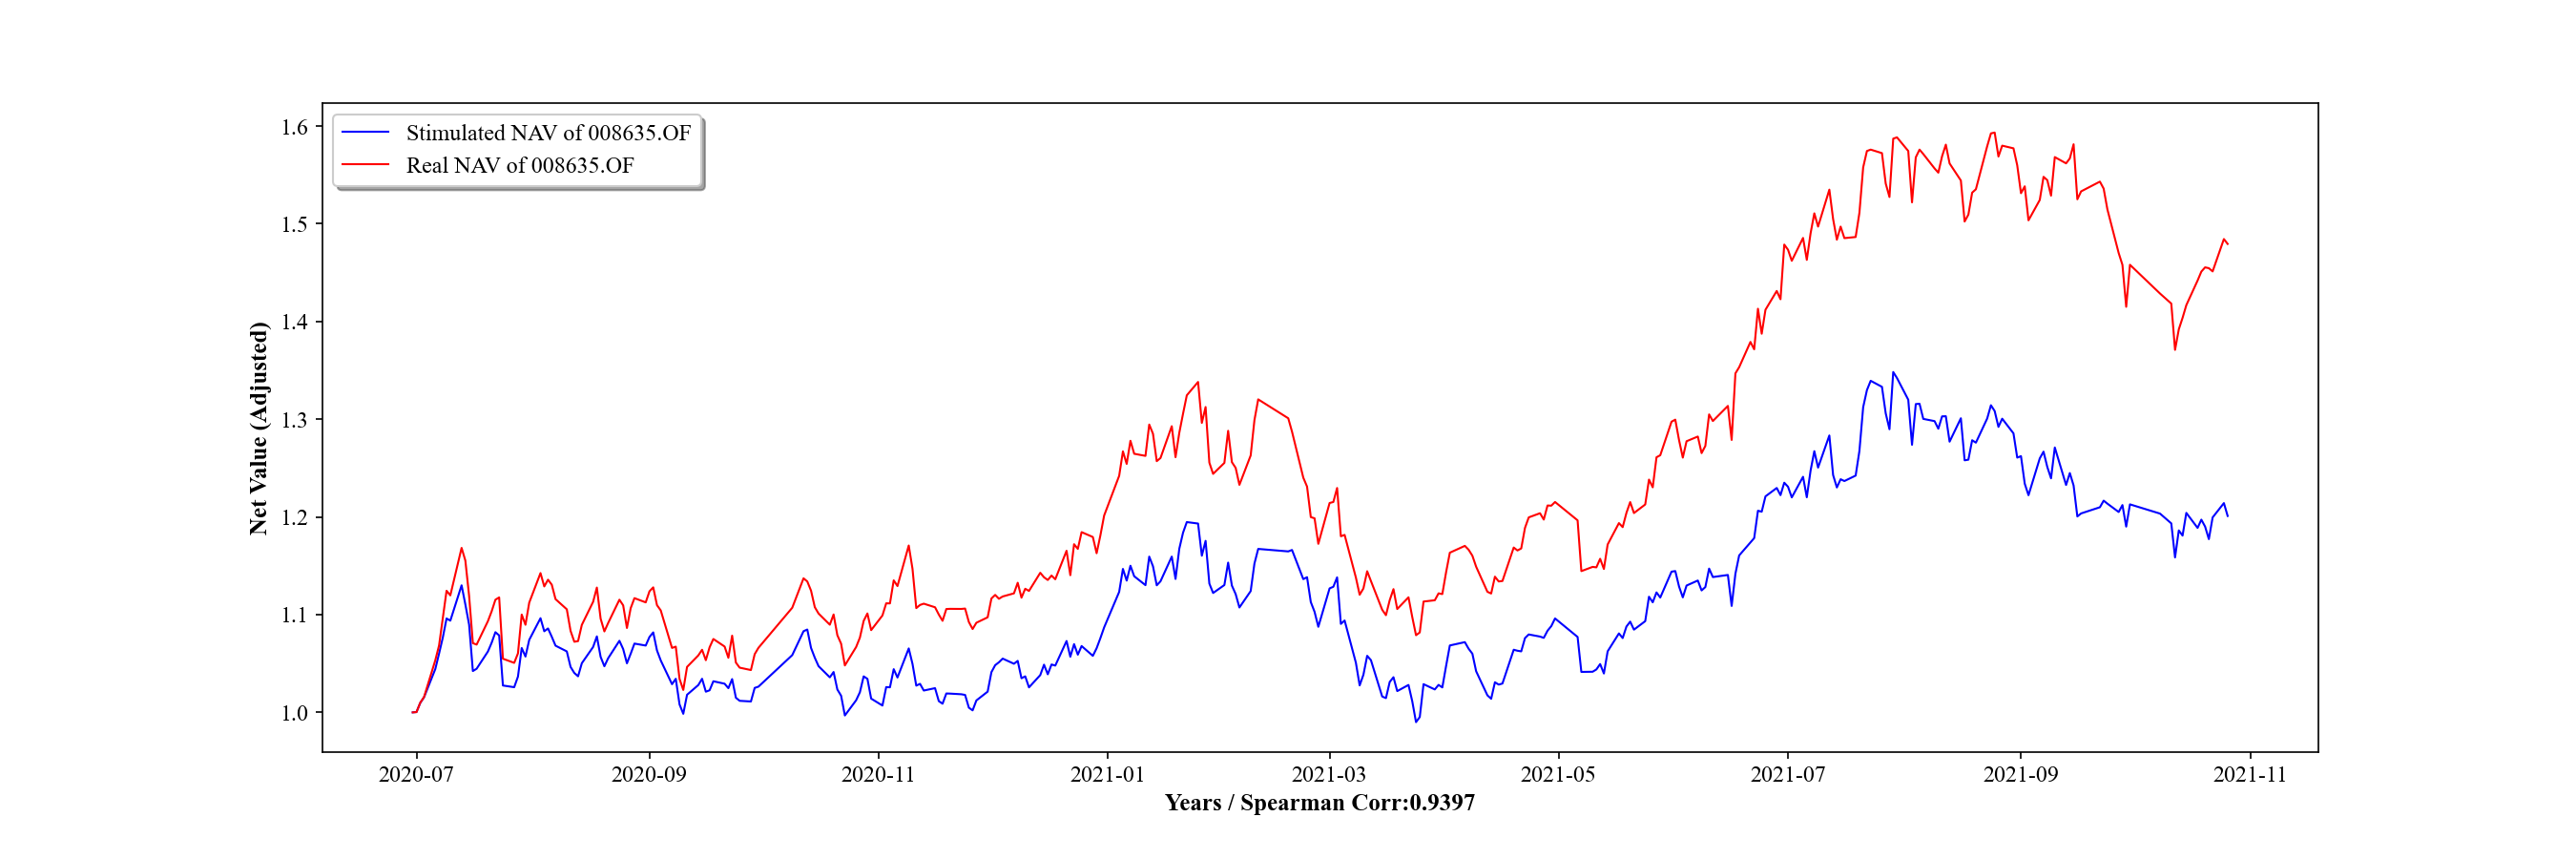 Stimulated NAV of 008635.OF
Real NAV of 008635.OF
Net Value (Adjusted)
1.6
1.5
1.4
1.3
1.2
1.1
1.0
2020-07 2020-09 2020-11 2021-01 2021-03 2021-05 2021-07 2021-09 2021-11
Years / Spearman Corr:0.9397